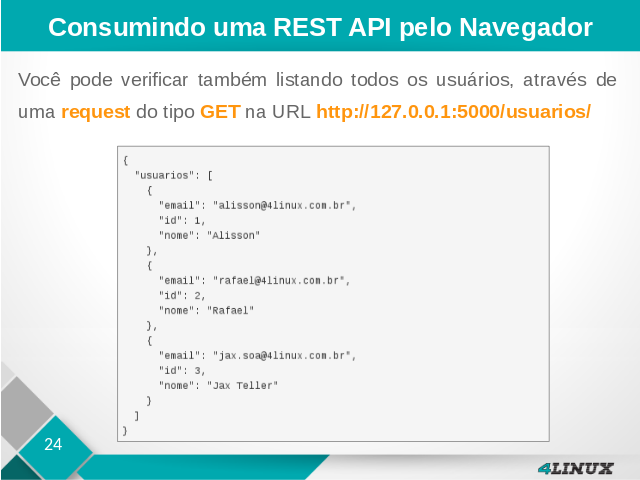 Consumindo uma REST API pelo Navegador
Você pode verificar também listando todos os usuários, através de
uma request do tipo GET na URL http://127.0.0.1:5000/usuarios/
{
"usuarios": [
{
"email": "alisson@4linux.com.br",
"id": 1,
"nome": "Alisson"
},
{
"email": "rafael@4linux.com.br",
"id": 2,
"nome": "Rafael"
},
{
"email": "jax.soa@4linux.com.br",
"id": 3,
"nome": "Jax Teller"
}
]
}
24
4LINUX